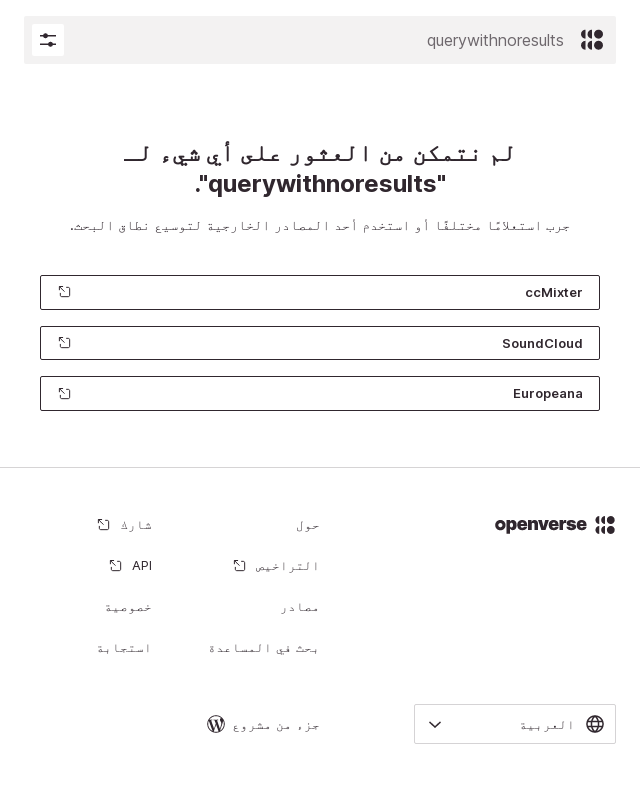 querywithnoresults
لم نتمكن من العثور على أي شيء لـ
"querywithnoresults".
جرب استعلامًا مختلفًا أو استخدم أحد المصادر الخارجية لتوسيع نطاق البحث.
ccMixter
SoundCloud
Europeana
openverse
حول
التراخيص
مصادر
بحث في المساعدة
شارك
API
خصوصية
استجابة
العربية
جزء من مشروع